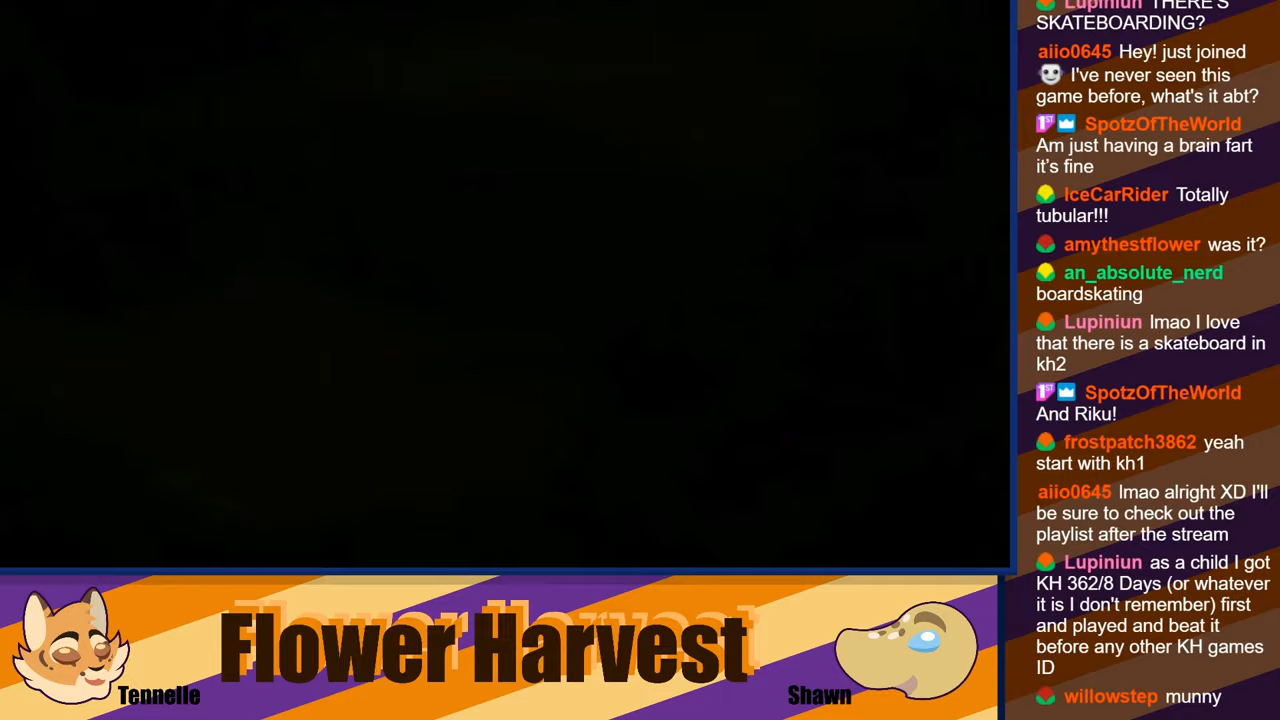 Lupiniun THERE'S
SKATEBOARDING?
aiio0645 Hey! just joined
I've never seen this
game before, what's it abt?
1ST SpotzOfTheWorld
Am just having a brain fart
it's fine
IceCarRider Totally
tubular!!!
amythestflower was it?
an_absolute_nerd
boardskating
Lupiniun lmao I love
that there is a skateboard in
kh2
1ST SpotzOfTheWorld
And Riku!
frostpatch3862 yeah
start with kh1
aiio0645 lmao alright XD I'll
be sure to check out the
playlist after the stream
Lupiniun as a child I got
KH 362/8 Days (or whatever
it is I don't remember) first
and played and beat it
before any other KH games
ID
willowstep munny
Flower Harvest
Tennelle
Shawn